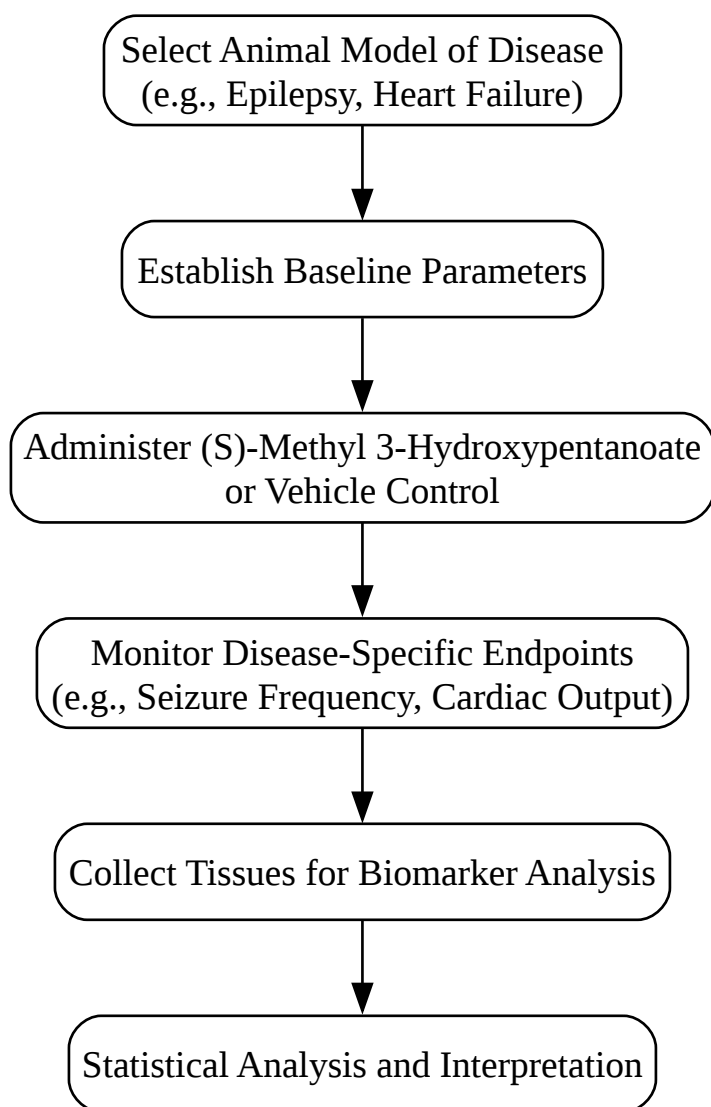 Select Animal Model of Disease
(e.g., Epilepsy, Heart Failure)
Establish Baseline Parameters
Administer (S)-Methyl 3-Hydroxypentanoate
or Vehicle Control
Monitor Disease-Specific Endpoints
(e.g., Seizure Frequency, Cardiac Output)
Collect Tissues for Biomarker Analysis
Statistical Analysis and Interpretation